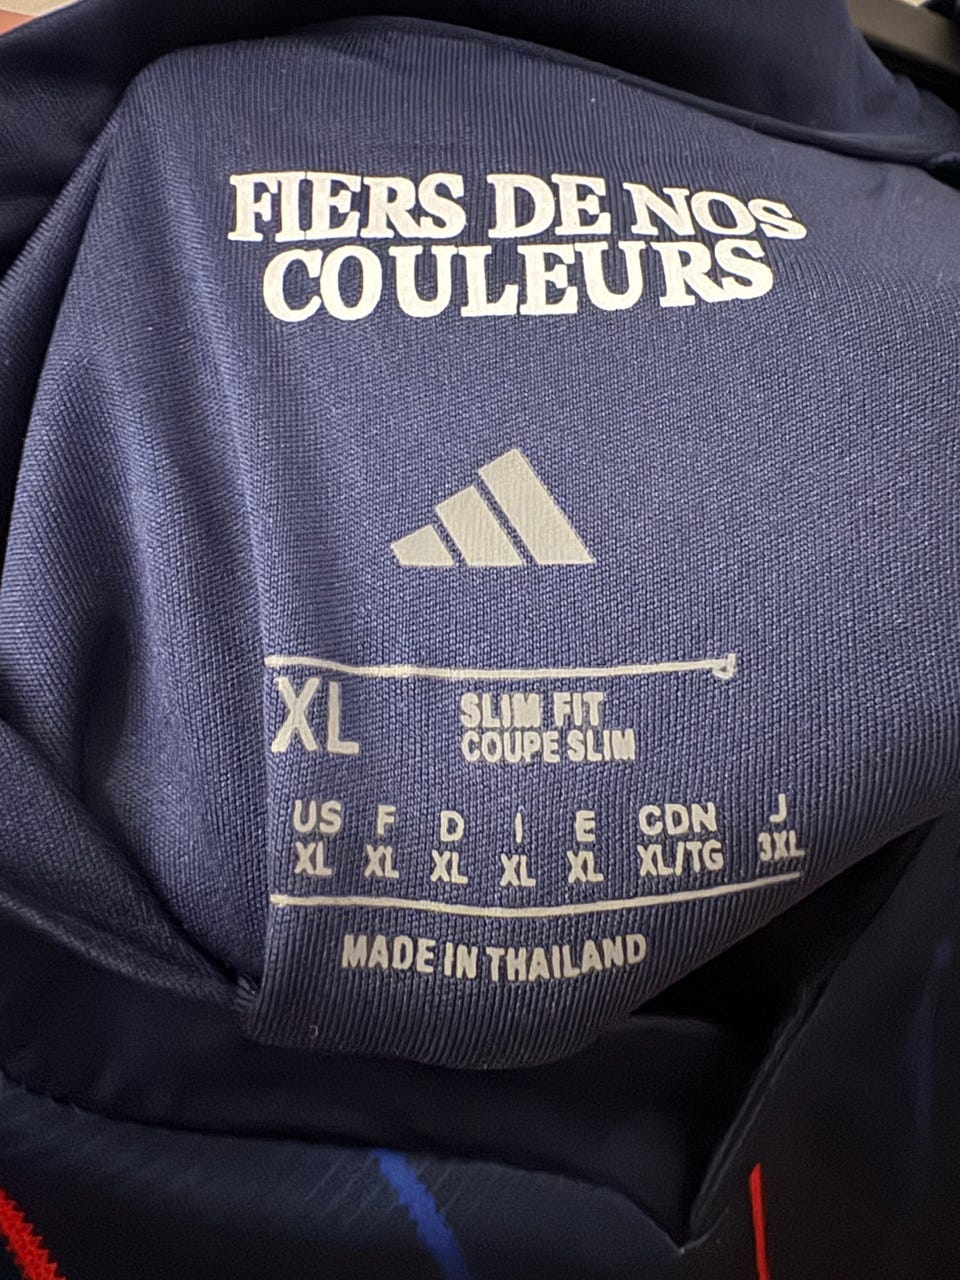 FIERS DE NOS
COULEURS
XL
SLIM FIT
COUPE SLIM
US F D I E CDN J
XL XL XL XL XL XL/TG 3XL
MADE IN THAILAND